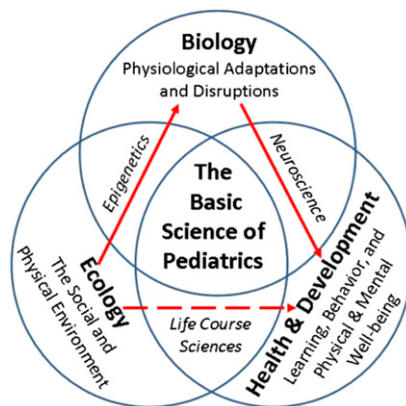 Biology
Physiological Adaptations
and Disruptions
Epigenetics
Neuroscience
The
Basic
Science of
Pediatrics
Ecology
The Social and
Physical Environment
Health & Development
Learning, Behavior, and
Physical & Mental
Well-being
Life Course
Sciences